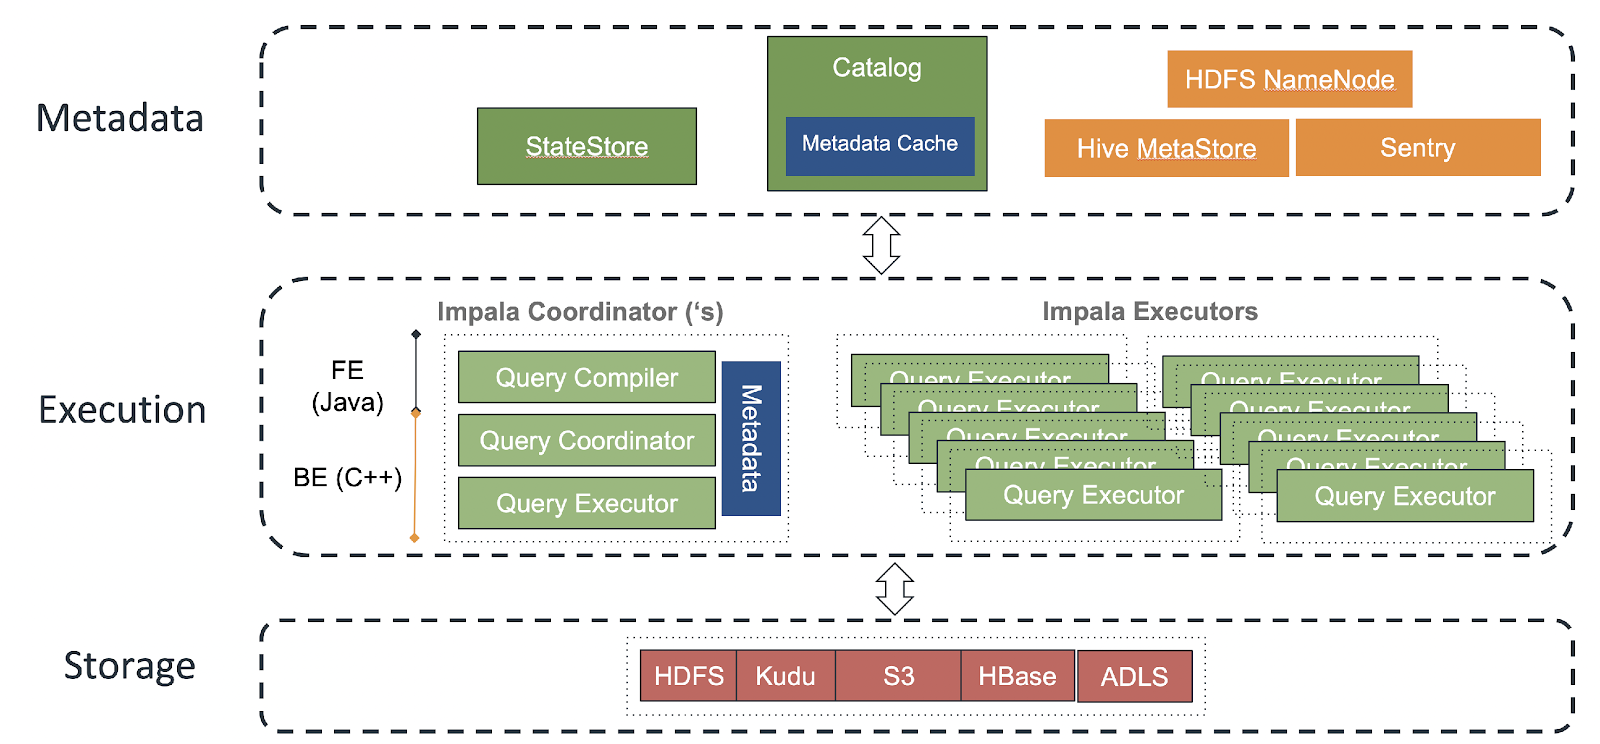 Metadata
StateStore
Catalog
Metadata Cache
HDFS NameNode
Hive MetaStore
Sentry
Execution
Impala Coordinator (‘s)
FE
(Java)
BE (C++)
Query Compiler
Query Coordinator
Query Executor
Metadata
Impala Executors
Query Executor
Query Executor
Query Executor
Query Executor
Query Executor
Query Executor
Query Executor
Query Executor
Query Executor
Query Executor
Storage
HDFS
Kudu
S3
HBase
ADLS